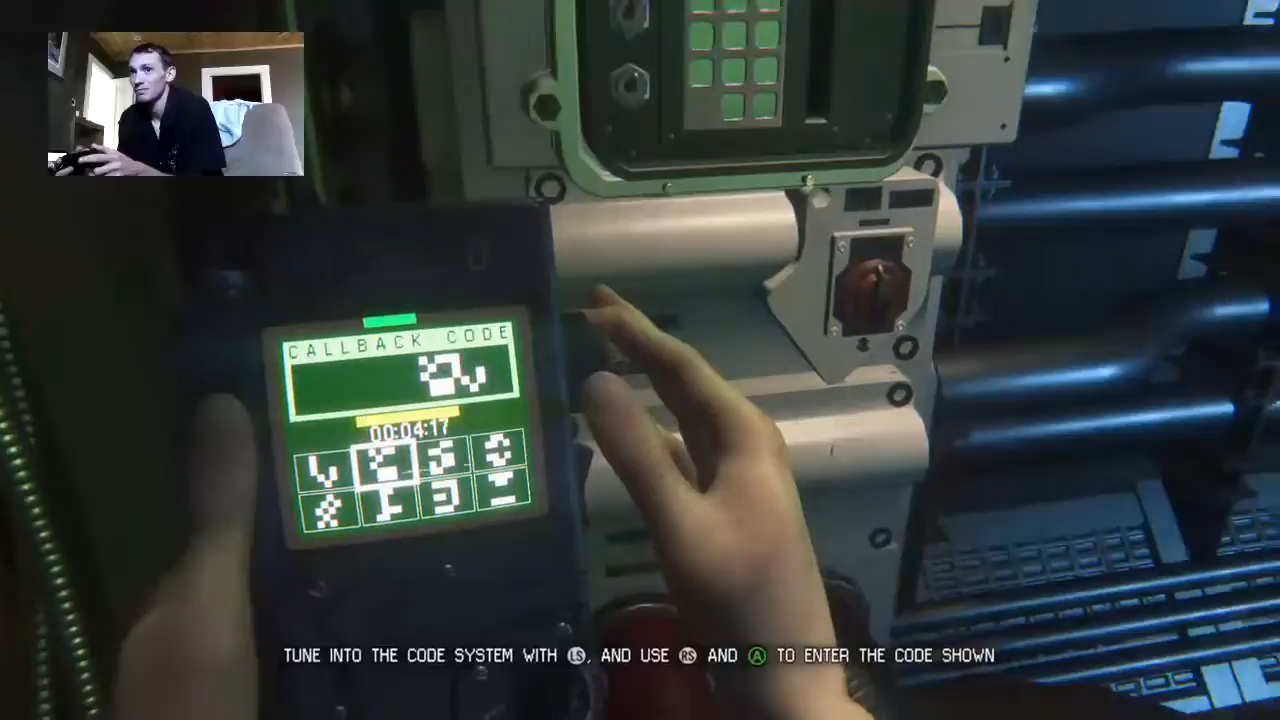 CALLBACK CODE
00:04:17
TUNE INTO THE CODE SYSTEM WITH LS, AND USE RS AND A TO ENTER THE CODE SHOWN